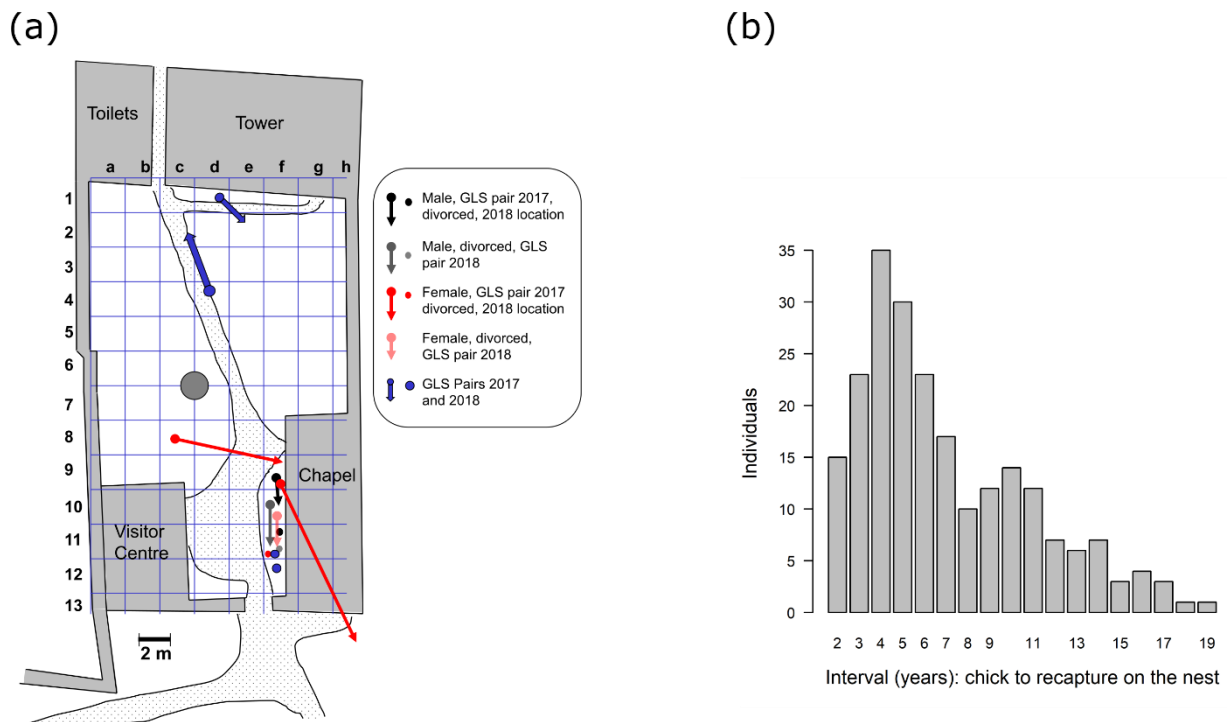 (a)
Toilets
Tower
a b c d e f g h
1
2
3
4
5
6
7
8
9
10
11
12
13
Chapel
Visitor
Centre
2 m
Male, GLS pair 2017,
divorced, 2018 location
Male, divorced, GLS
pair 2018
Female, GLS pair 2017
divorced, 2018 location
Female, divorced,
GLS pair 2018
GLS Pairs 2017
and 2018
(b)
Individuals
35
30
25
20
15
10
5
0
2 3 4 5 6 7 8 9 11 13 15 17 19
Interval (years): chick to recapture on the nest